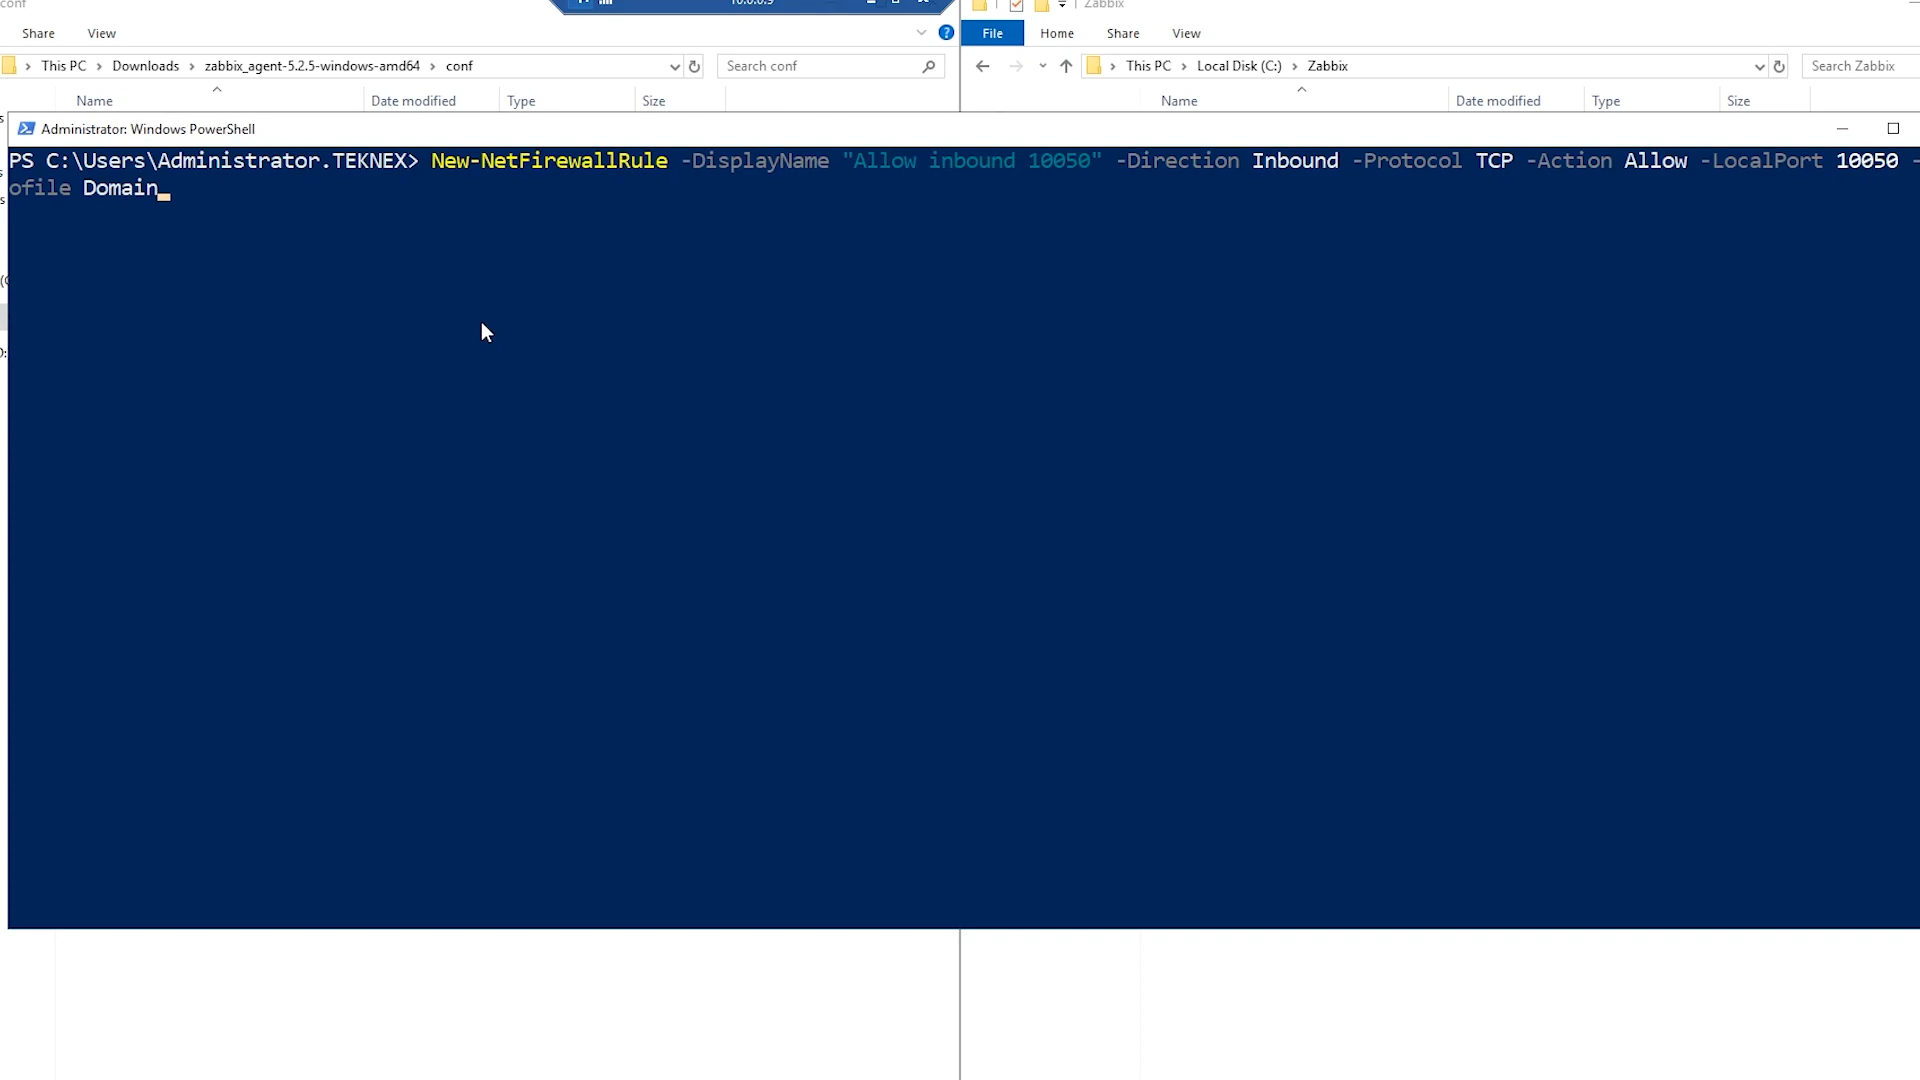 conf
Zabbix
Share View
File Home Share View
This PC > Downloads > zabbix_agent-5.2.5-windows-amd64 > conf
Search conf
This PC > Local Disk (C:) > Zabbix
Search Zabbix
Name Date modified Type Size
Name Date modified Type Size
Administrator: Windows PowerShell
PS C:\Users\Administrator.TEKNEX> New-NetFirewallRule -DisplayName "Allow inbound 10050" -Direction Inbound -Protocol TCP -Action Allow -LocalPort 10050 -
ofile Domain